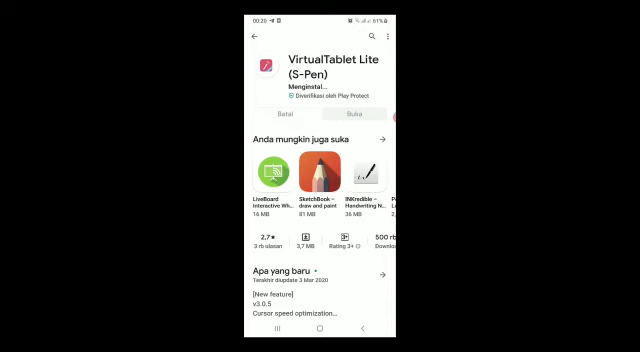 00:20
61%
VirtualTablet Lite
(S-Pen)
Menginstal...
Diverifikasi oleh Play Protect
Batal
Buka
Anda mungkin juga suka
LiveBoard
Interactive Wh...
16 MB
SketchBook –
draw and paint
81 MB
INKredible –
Handwriting N...
36 MB
2,7★
3 rb ulasan
3,7 MB
3+
Rating 3+
500 rb
Downlo
Apa yang baru
Terakhir diupdate 3 Mar 2020
[New feature]
v3.0.5
Cursor speed optimization...